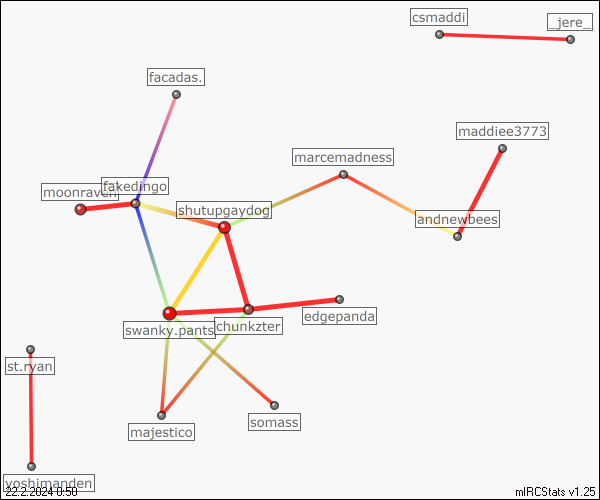 csmaddi
_jere_
facadas.
maddiee3773
marcemadness
fakedingo
moonraven
shutupgaydog
andnewbees
edgepanda
chunkzter
swanky.pants
st.ryan
somass
majestico
yoshimanden
22.2.2024 0:50
mIRCStats v1.25